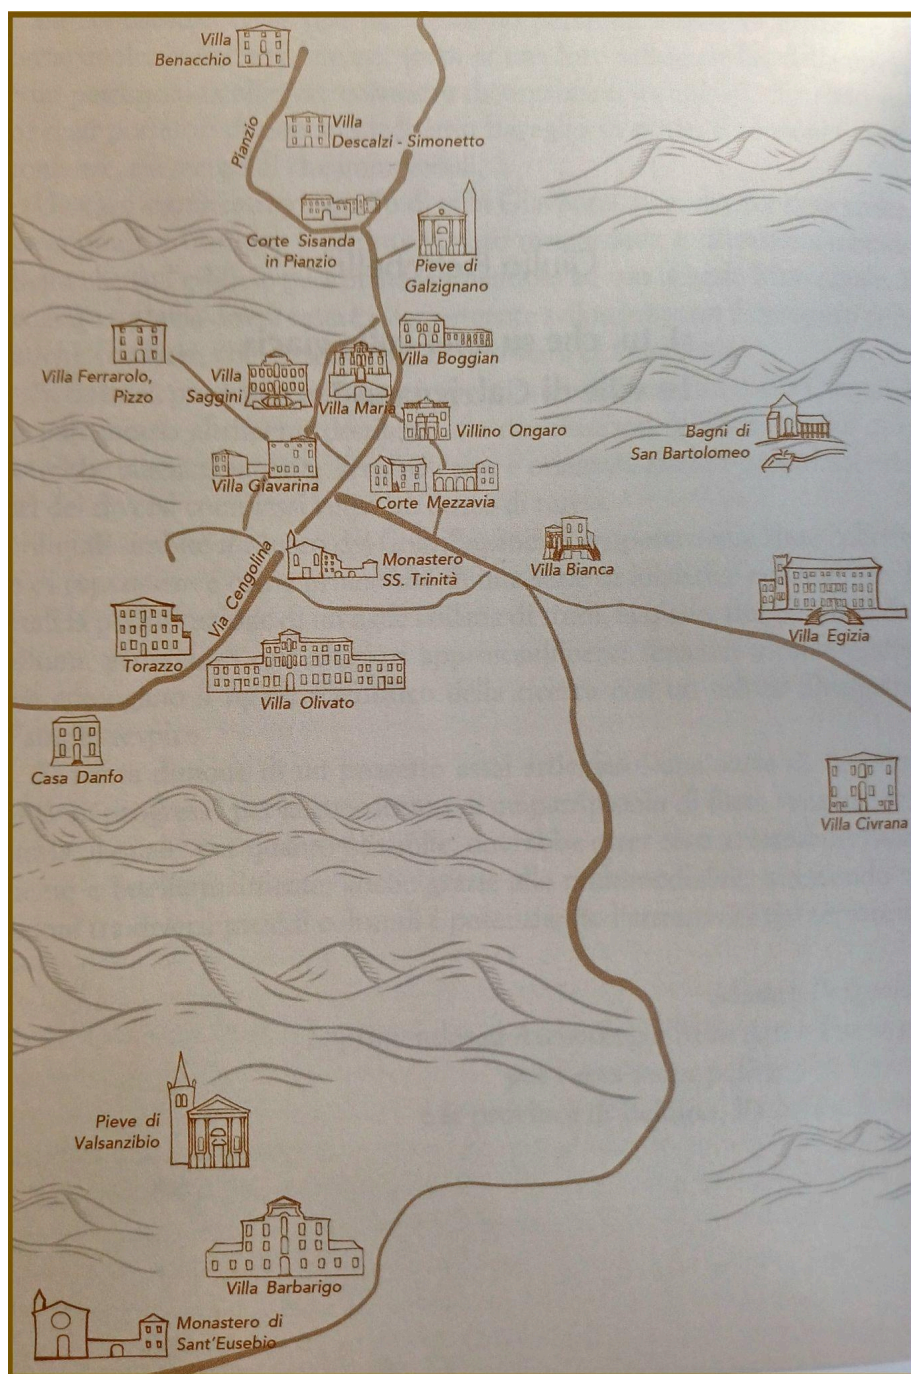 Villa
Benacchio
Pianzio
Villa
Descalzi - Simonetto
Corte Sisanda
in Pianzio
Pieve di
Galzignano
Villa Ferrarolo,
Pizzo
Villa
Saggini
Villa Maria
Villa Boggian
Villino Ongaro
Bagni di
San Bartolomeo
Villa Giavarina
Corte Mezzavia
Via Cengolina
Monastero
SS. Trinità
Villa Bianca
Villa Egizia
Torazzo
Villa Olivato
Casa Danfo
Villa Civrana
Pieve di
Valsanzibio
Villa Barbarigo
Monastero di
Sant'Eusebio